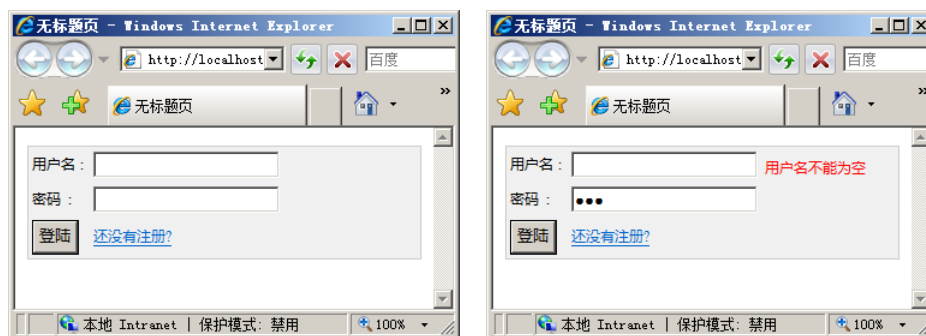 无标题页 - Windows Internet Explorer
http://localhost
百度
无标题页
»
用户名：
密码：
登陆 还没有注册?
本地 Intranet | 保护模式: 禁用 100%
无标题页 - Windows Internet Explorer
http://localhost
百度
无标题页
»
用户名： 用户名不能为空
密码： ●●●
登陆 还没有注册?
本地 Intranet | 保护模式: 禁用 100%